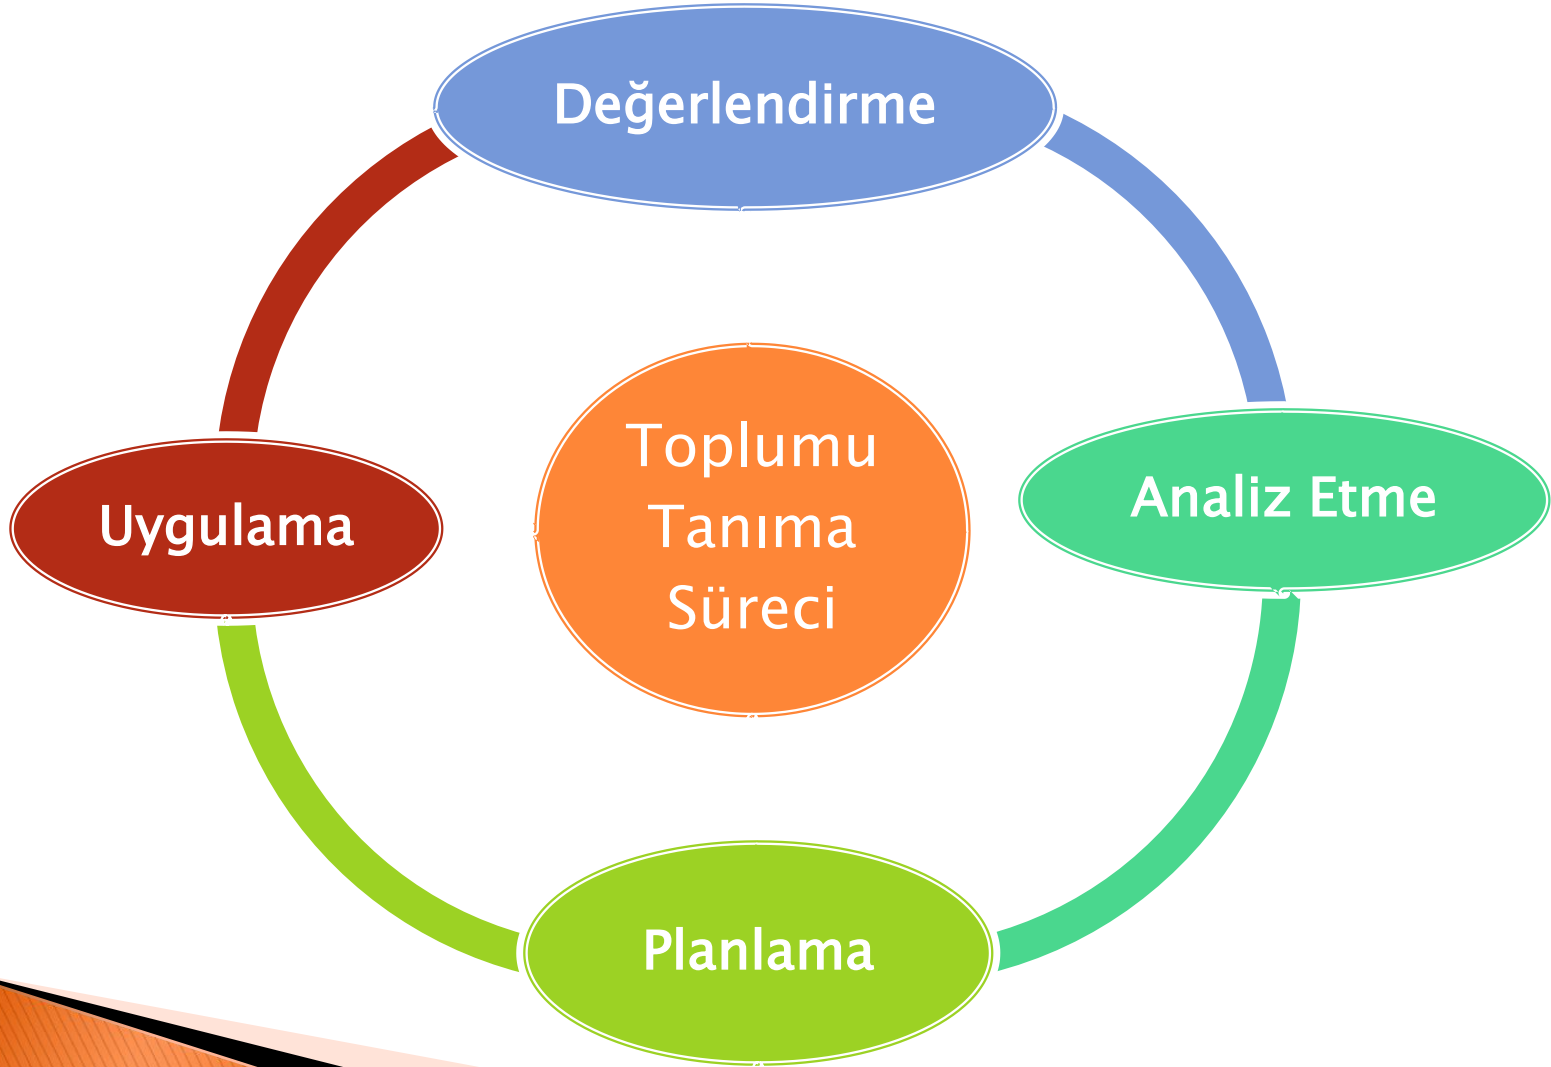 Değerlendirme
Analiz Etme
Planlama
Uygulama
Toplumu
Tanıma
Süreci